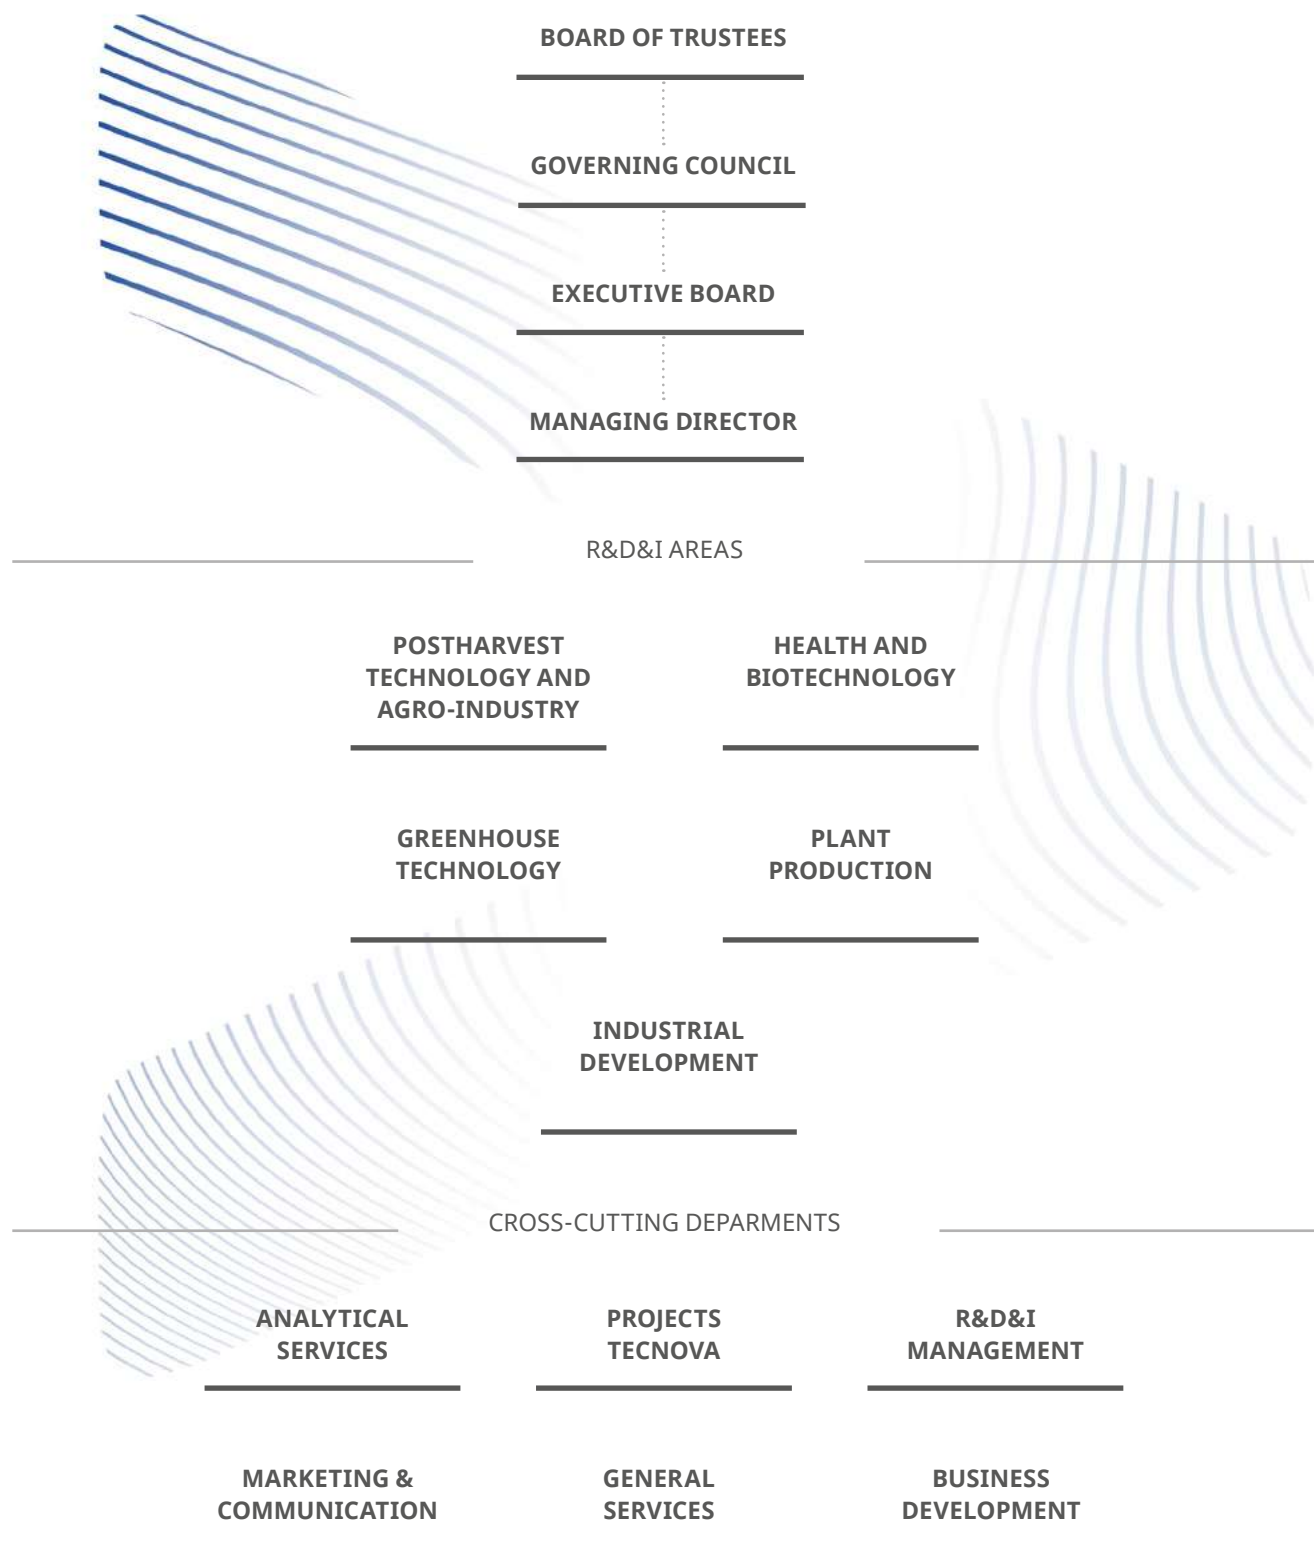 BOARD OF TRUSTEES
GOVERNING COUNCIL
EXECUTIVE BOARD
MANAGING DIRECTOR
R&D&I AREAS
POSTHARVEST
TECHNOLOGY AND
AGRO-INDUSTRY
HEALTH AND
BIOTECHNOLOGY
GREENHOUSE
TECHNOLOGY
PLANT
PRODUCTION
INDUSTRIAL
DEVELOPMENT
CROSS-CUTTING DEPARMENTS
ANALYTICAL
SERVICES
PROJECTS
TECNOVA
R&D&I
MANAGEMENT
MARKETING &
COMMUNICATION
GENERAL
SERVICES
BUSINESS
DEVELOPMENT